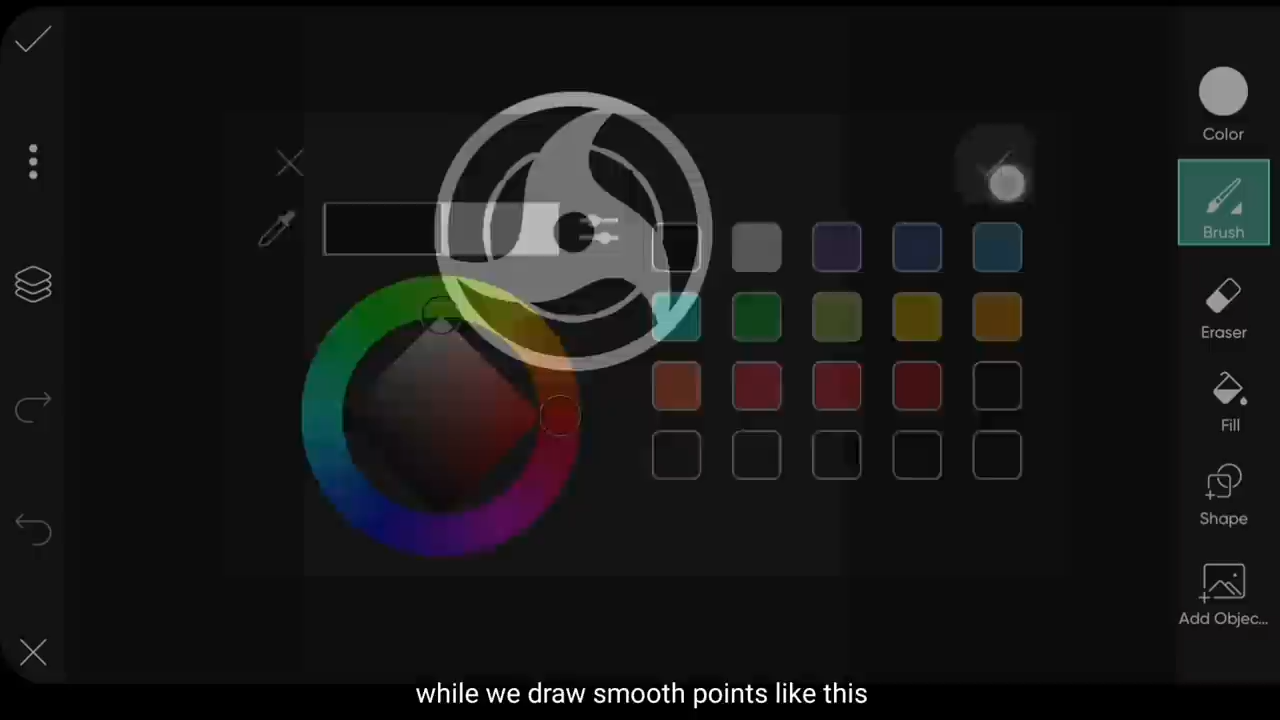 Color
Brush
Eraser
Fill
Shape
Add Objec...
while we draw smooth points like this